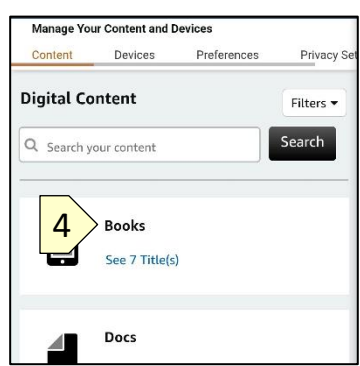 Manage Your Content and Devices
Content Devices Preferences Privacy Set
Digital Content
Filters
Search your content
Search
4
Books
See 7 Title(s)
Docs